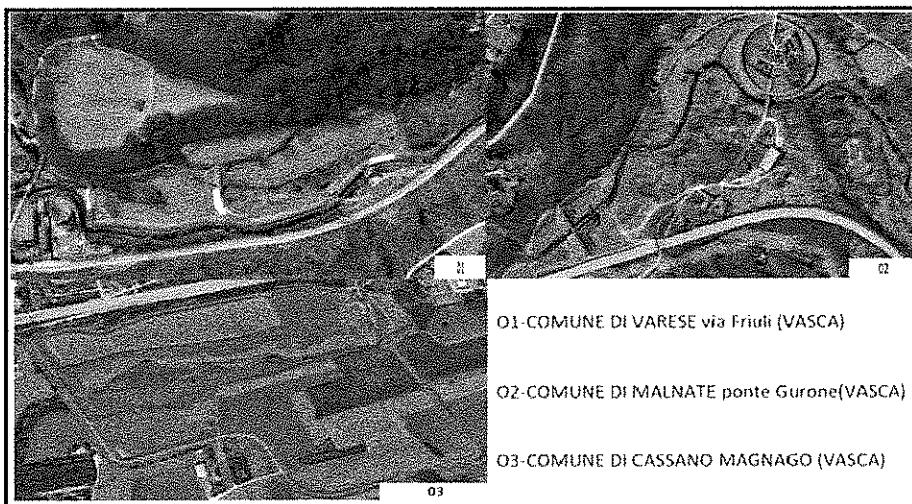 02
O1-COMUNE DI VARESE via Friuli (VASCA)
O2-COMUNE DI MALNATE ponte Gurone(VASCA)
O3-COMUNE DI CASSANO MAGNAGO (VASCA)
03